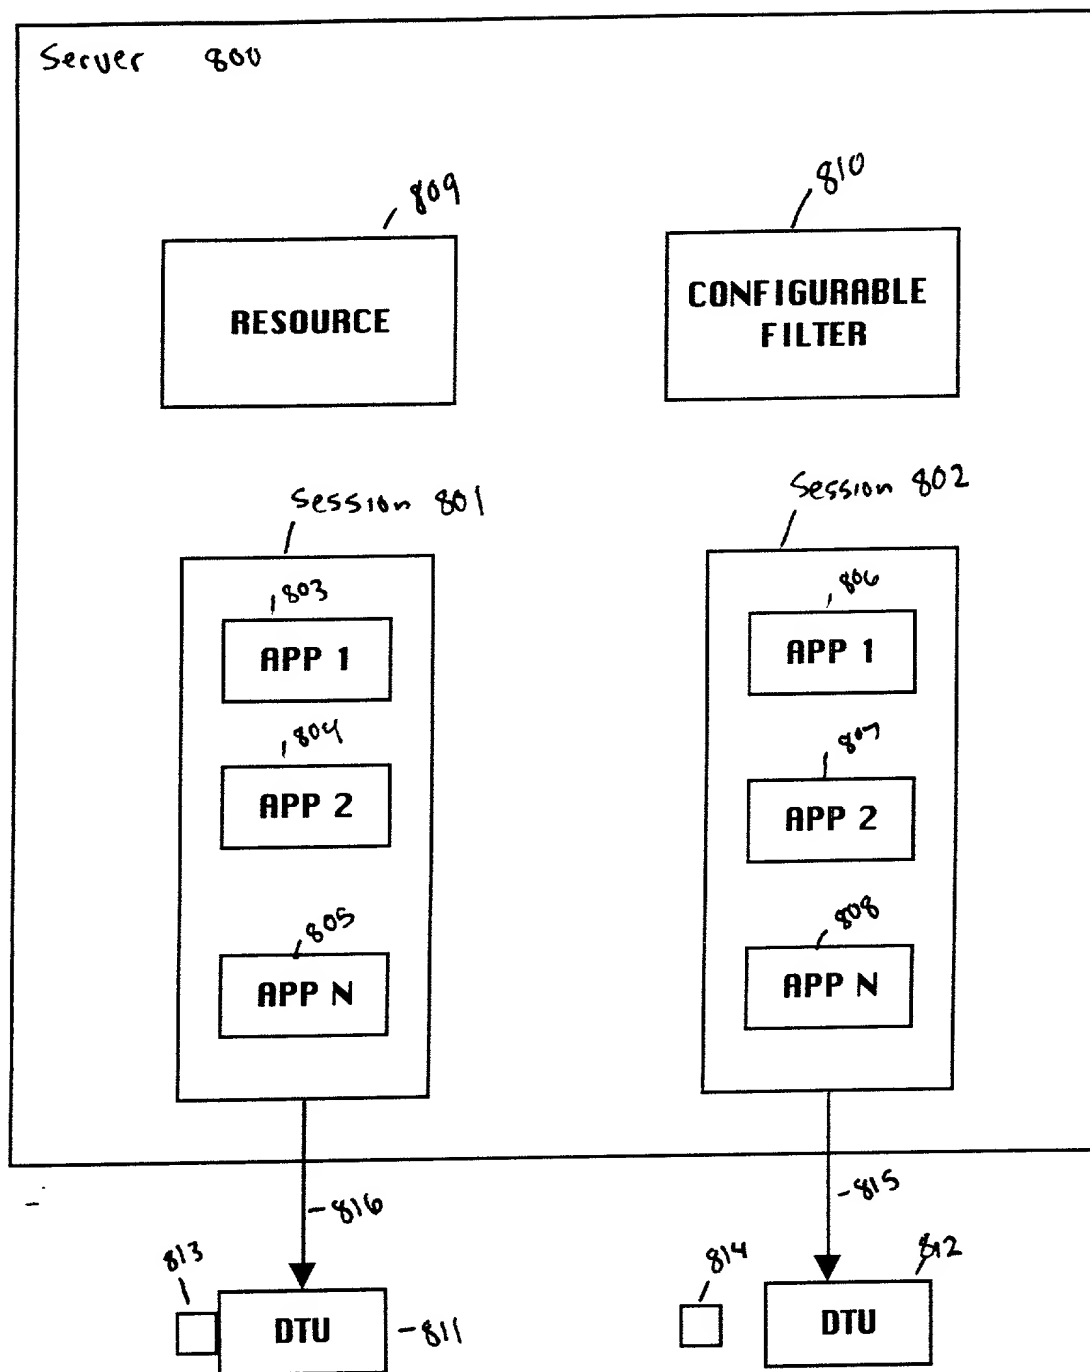 Server 800
809
810
RESOURCE
CONFIGURABLE
FILTER
Session 801
Session 802
803
APP 1
806
APP 1
804
APP 2
807
APP 2
805
APP N
808
APP N
816
815
813
DTU
811
814
812
DTU